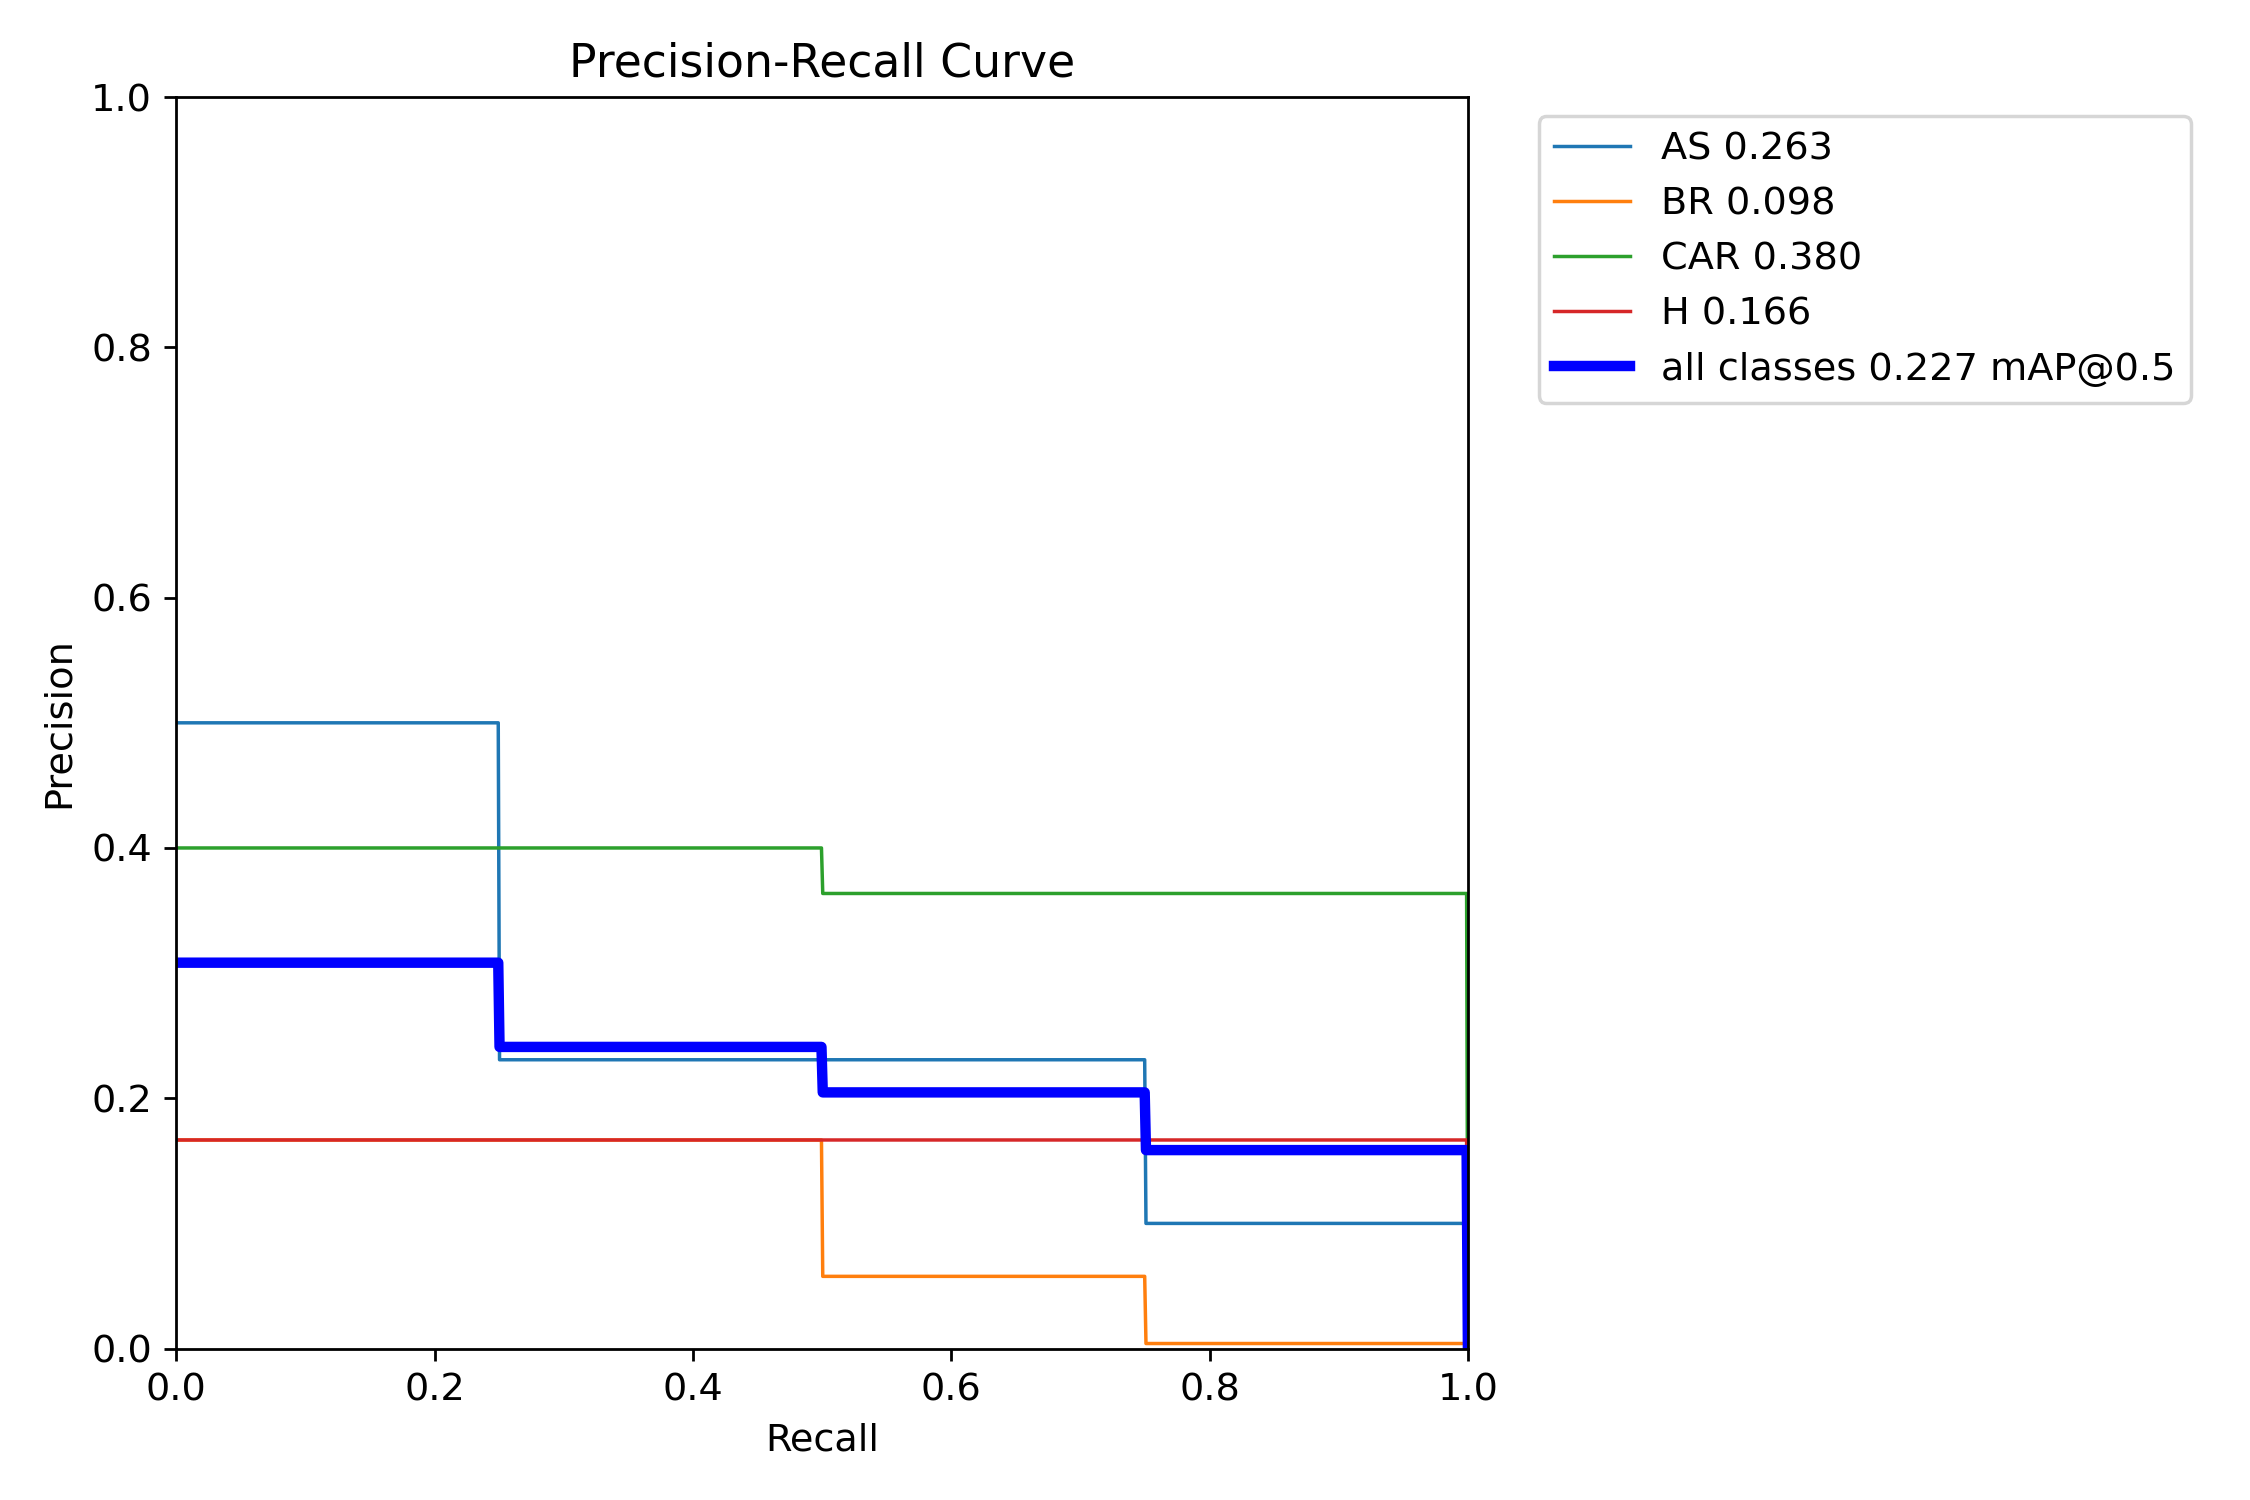 Precision-Recall Curve
1.0
0.8
0.6
0.4
0.2
0.0
Precision
0.0 0.2 0.4 0.6 0.8 1.0
Recall
AS 0.263
BR 0.098
CAR 0.380
H 0.166
all classes 0.227 mAP@0.5